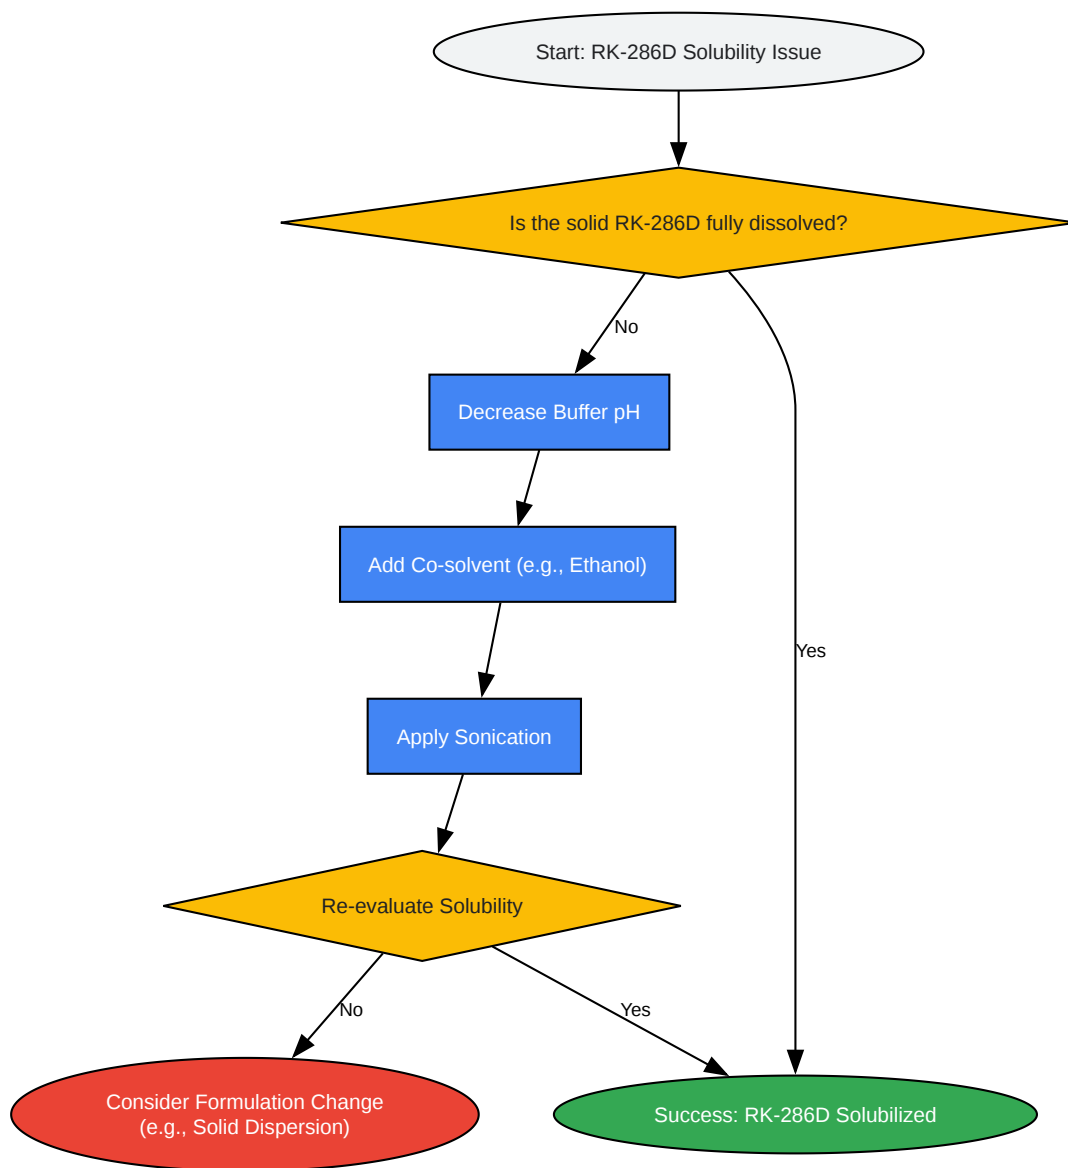 Start: RK-286D Solubility Issue
Is the solid RK-286D fully dissolved?
No
Decrease Buffer pH
Add Co-solvent (e.g., Ethanol)
Yes
Apply Sonication
Re-evaluate Solubility
No
Yes
Consider Formulation Change
(e.g., Solid Dispersion)
Success: RK-286D Solubilized